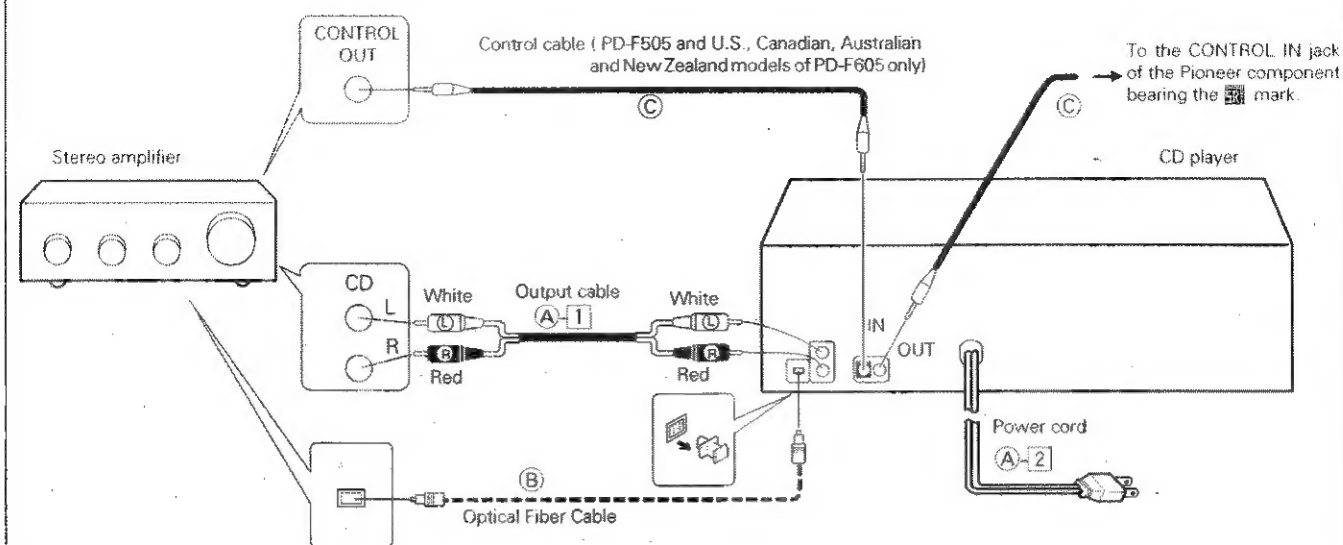 CONTROL
OUT
Control cable ( PD-F505 and U.S., Canadian, Australian
and New Zealand models of PD-F605 only)
Ⓒ
Ⓒ
To the CONTROL IN jack
of the Pioneer component
bearing the mark.
Stereo amplifier
CD player
CD
L
R
White
Ⓛ
Ⓡ
Red
Output cable
Ⓐ-1
White
Ⓛ
Ⓡ
Red
IN
OUT
Power cord
Ⓐ-2
Ⓑ
Optical Fiber Cable